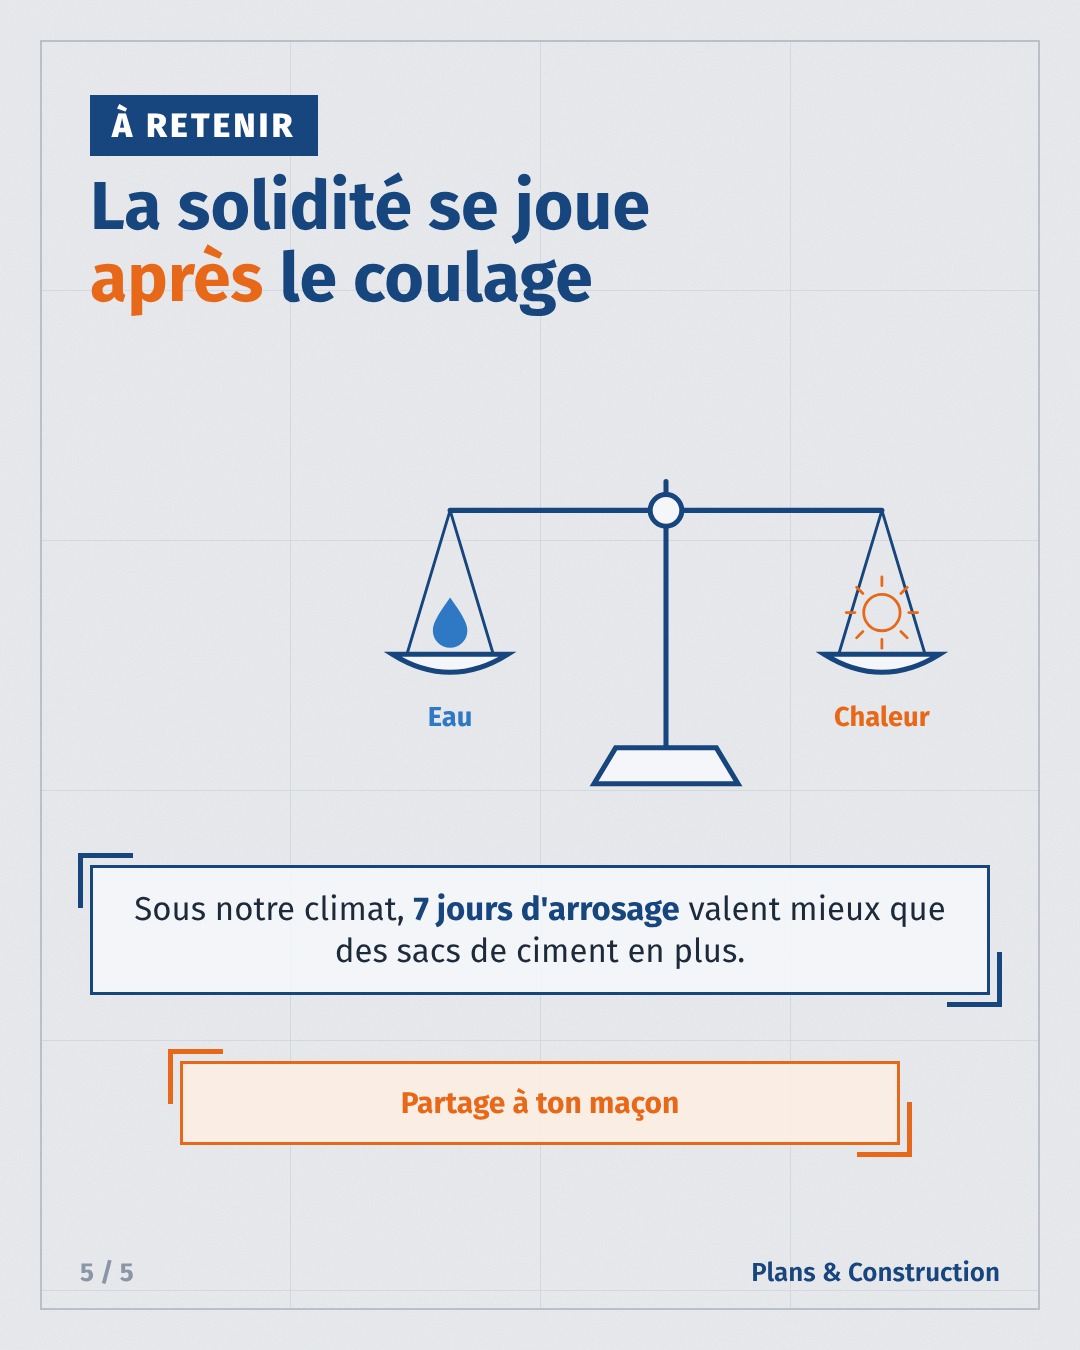 À RETENIR
La solidité se joue
après le coulage
Eau
Chaleur
Sous notre climat, 7 jours d'arrosage valent mieux que
des sacs de ciment en plus.
Partage à ton maçon
5 / 5
Plans & Construction